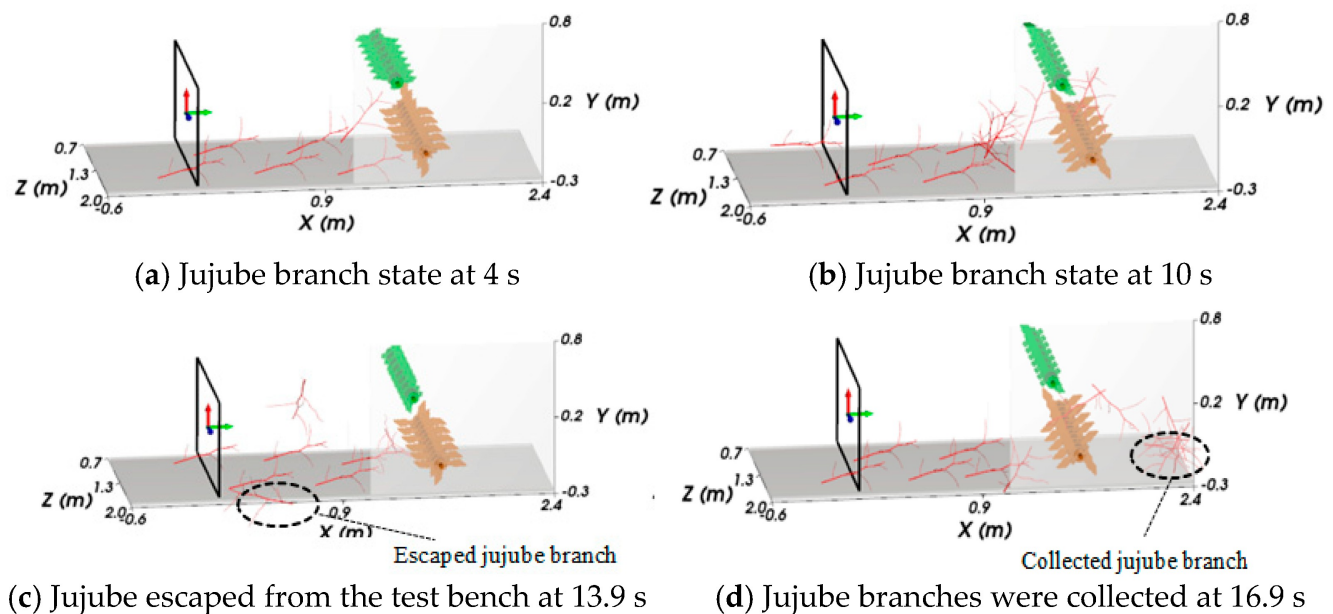 0.8
Y (m)
0.2
-0.3
0.7
Z (m)
1.3
2.0
-0.6
0.9
X (m)
2.4
(a) Jujube branch state at 4 s
0.8
Y (m)
0.2
-0.3
0.7
Z (m)
1.3
2.0
-0.6
0.9
X (m)
2.4
(b) Jujube branch state at 10 s
0.8
Y (m)
0.2
-0.3
0.7
Z (m)
1.3
2.0
-0.6
0.9
X (m)
2.4
Escaped jujube branch
(c) Jujube escaped from the test bench at 13.9 s
0.8
Y (m)
0.2
-0.3
0.7
Z (m)
1.3
2.0
-0.6
0.9
X (m)
2.4
Collected jujube branch
(d) Jujube branches were collected at 16.9 s